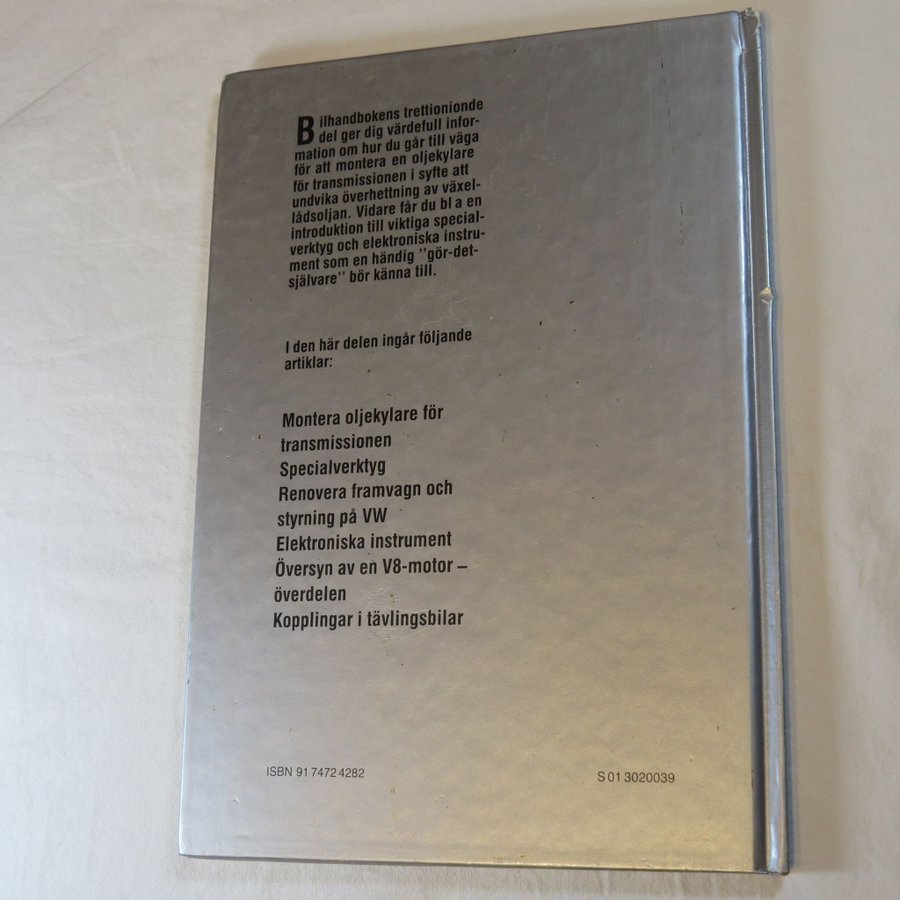 Bilhandbokens trettionionde
del ger dig värdefull infor-
mation om hur du går till väga
för att montera en oljekylare
för transmissionen i syfte att
undvika överhettning av växel-
lådsoljan. Vidare får du bl a en
introduktion till viktiga special-
verktyg och elektroniska instru-
ment som en händig ”gör-det-
självare” bör känna till.
I den här delen ingår följande
artiklar:
Montera oljekylare för
transmissionen
Specialverktyg
Renovera framvagn och
styrning på VW
Elektroniska instrument
Översyn av en V8-motor –
överdelen
Kopplingar i tävlingsbilar
ISBN 91 7472 4282
S 01 3020039